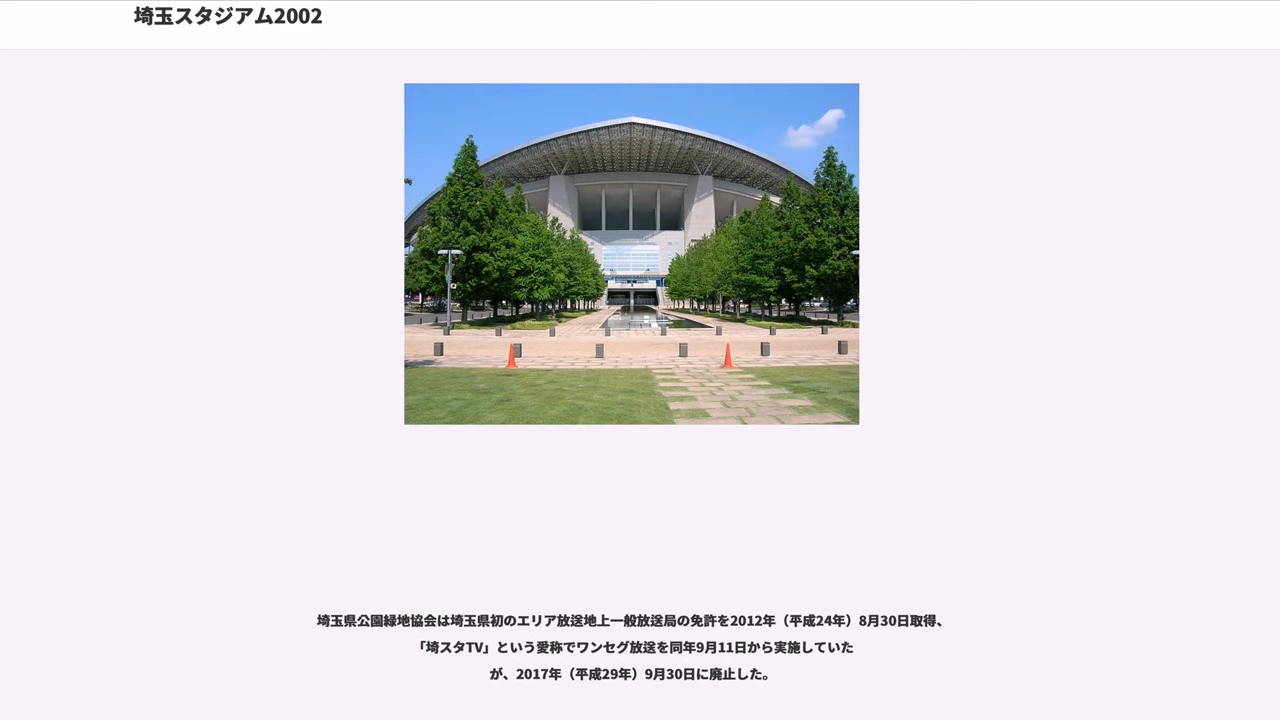 埼玉スタジアム2002
埼玉県公園緑地協会は埼玉県初のエリア放送地上一般放送局の免許を2012年（平成24年）8月30日取得、
「埼スタTV」という愛称でワンセグ放送を同年9月11日から実施していた
が、2017年（平成29年）9月30日に廃止した。